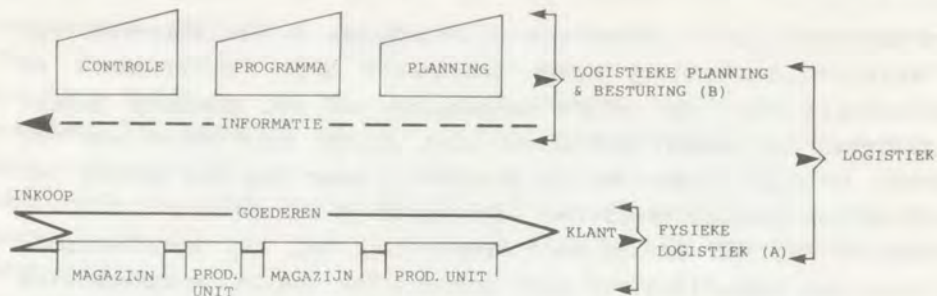 CONTROLE PROGRAMMA PLANNING
LOGISTIEKE PLANNING
& BESTURING (B)
INFORMATIE
LOGISTIEK
INKOOP
GOEDEREN
KLANT
FYSIEKE
LOGISTIEK (A)
MAGAZIJN PROD. UNIT MAGAZIJN PROD. UNIT